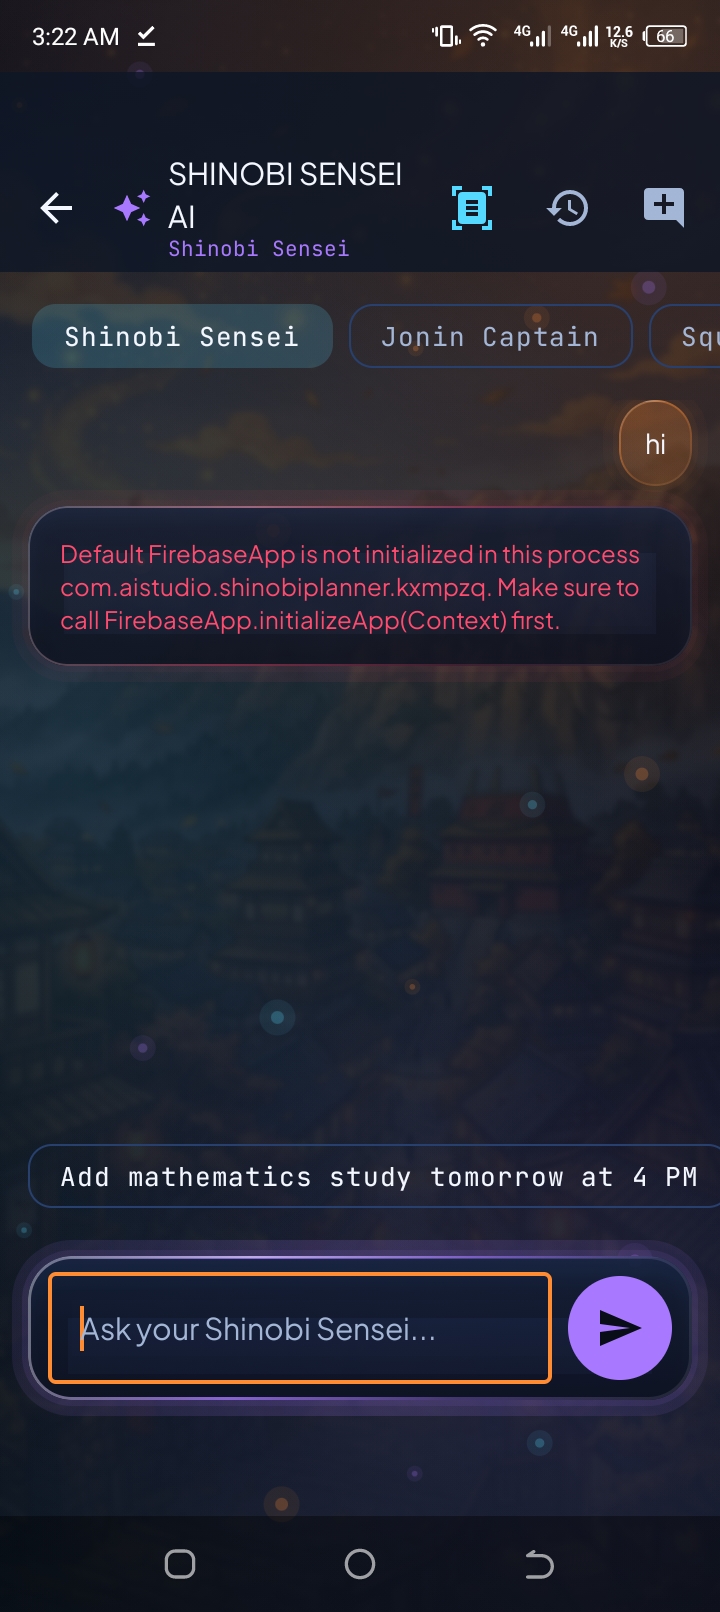 3:22 AM
4G 4G 12.6 K/S 66
SHINOBI SENSEI
AI
Shinobi Sensei
Shinobi Sensei
Jonin Captain
Squ
hi
Default FirebaseApp is not initialized in this process
com.aistudio.shinobiplanner.kxmpzq. Make sure to
call FirebaseApp.initializeApp(Context) first.
Add mathematics study tomorrow at 4 PM
Ask your Shinobi Sensei...